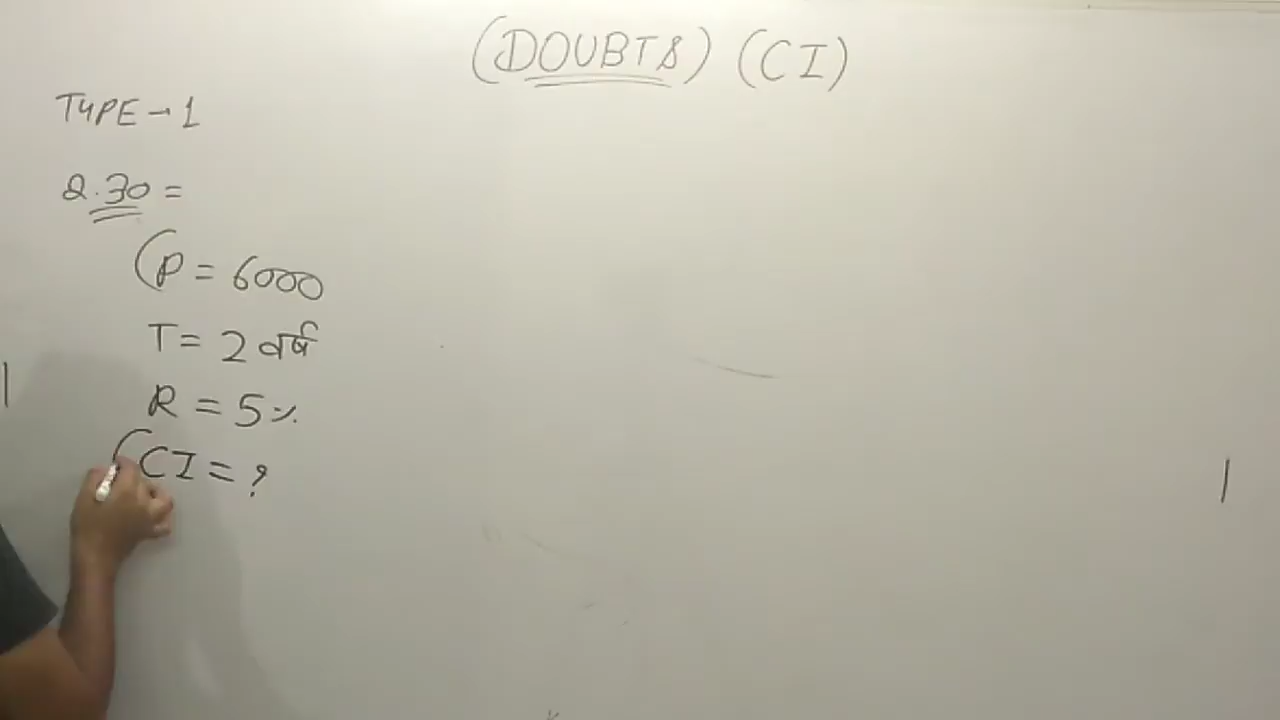 (DOUBTS) (CI)
TYPE → 1
Q.30 =
(P = 6000
T = 2 वर्ष
R = 5%
(CI = ?